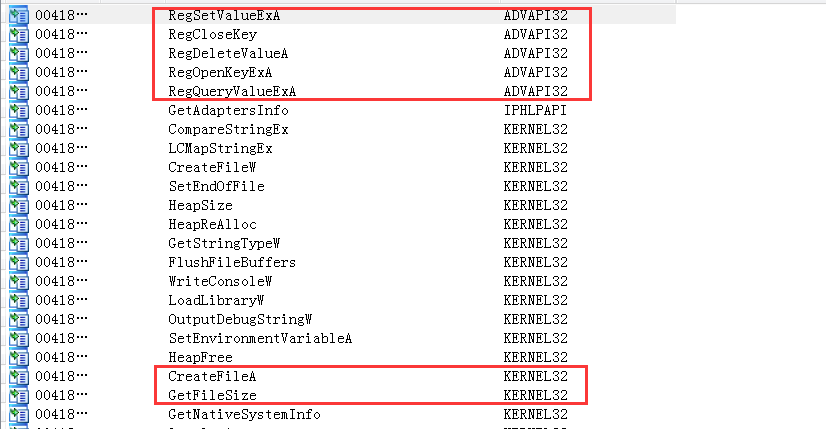 00418… RegSetValueExA ADVAPI32
00418… RegCloseKey ADVAPI32
00418… RegDeleteValueA ADVAPI32
00418… RegOpenKeyExA ADVAPI32
00418… RegQueryValueExA ADVAPI32
00418… GetAdaptersInfo IPHLPAPI
00418… CompareStringEx KERNEL32
00418… LCMapStringEx KERNEL32
00418… CreateFileW KERNEL32
00418… SetEndOfFile KERNEL32
00418… HeapSize KERNEL32
00418… HeapReAlloc KERNEL32
00418… GetStringTypeW KERNEL32
00418… FlushFileBuffers KERNEL32
00418… WriteConsoleW KERNEL32
00418… LoadLibraryW KERNEL32
00418… OutputDebugStringW KERNEL32
00418… SetEnvironmentVariableA KERNEL32
00418… HeapFree KERNEL32
00418… CreateFileA KERNEL32
00418… GetFileSize KERNEL32
00418… GetNativeSystemInfo KERNEL32